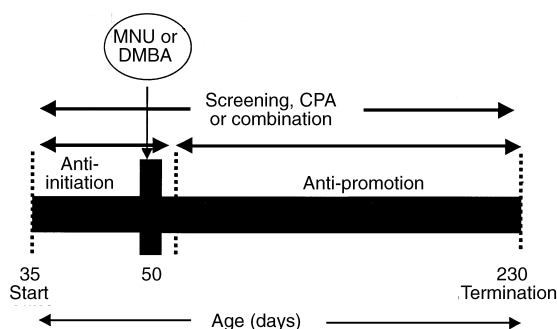 MNU or
DMBA
Screening, CPA
or combination
Anti-
initiation
Anti-promotion
35
Start
50
230
Termination
Age (days)